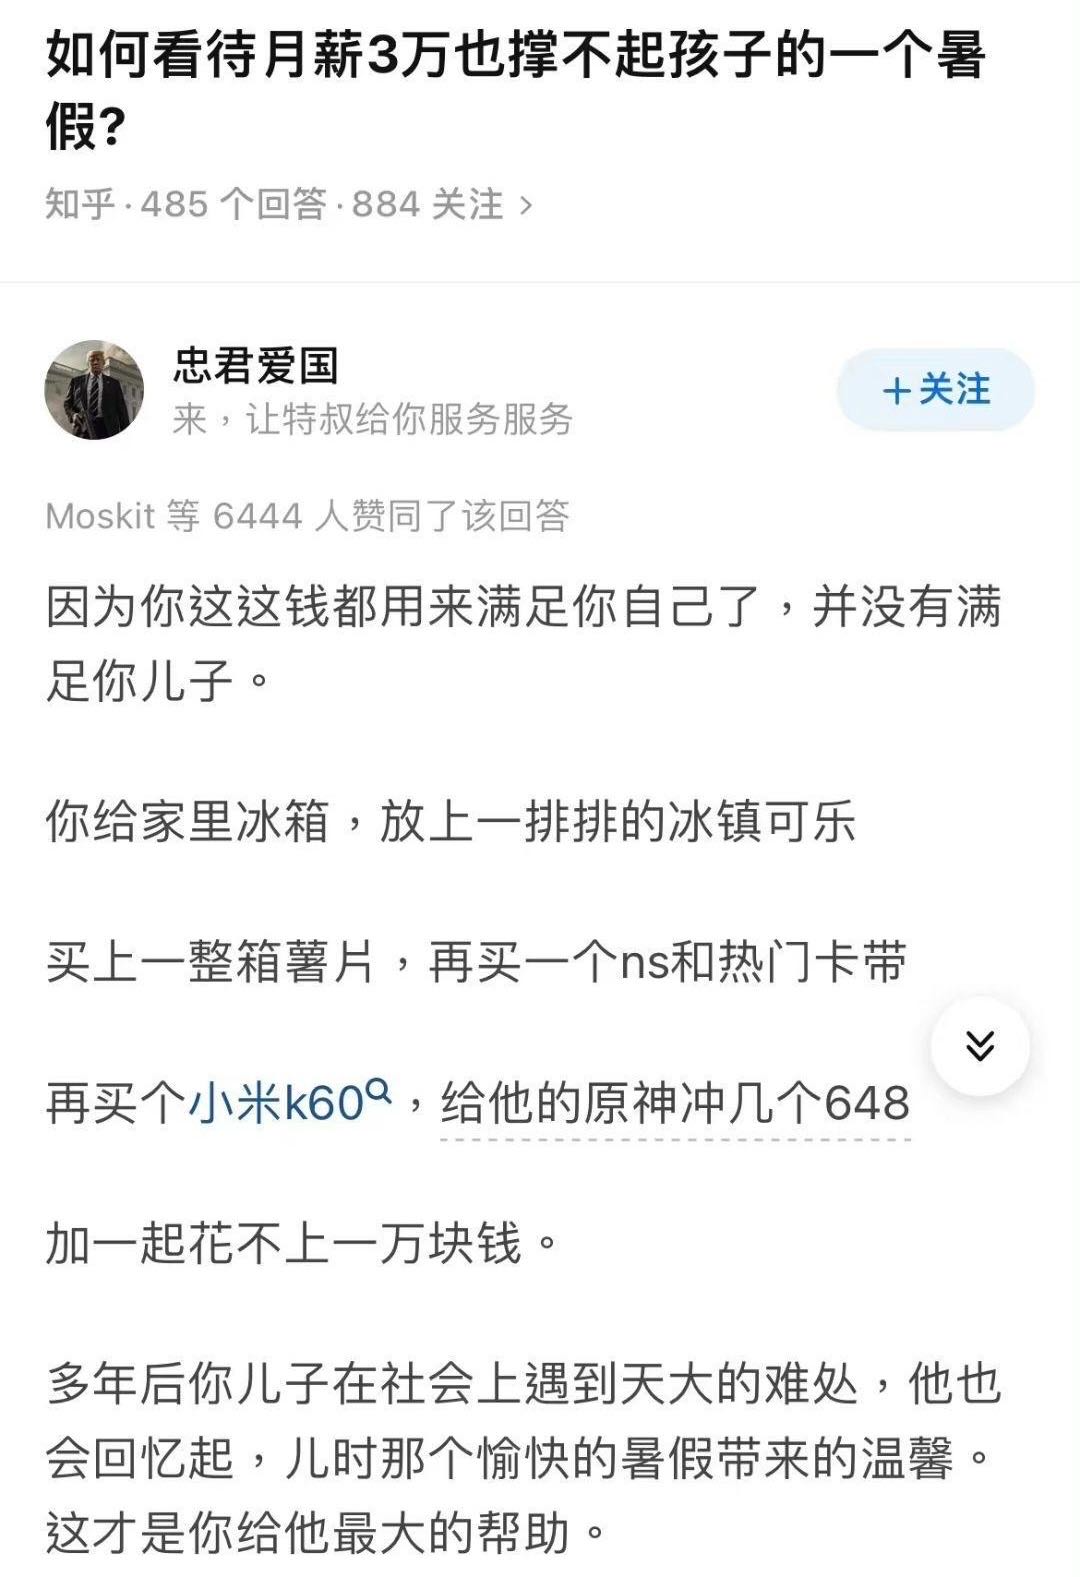 如何看待月薪3万也撑不起孩子的一个暑
假?
知乎·485 个回答·884 关注 >
忠君爱国
来，让特叔给你服务服务
+关注
Moskit 等 6444 人赞同了该回答
因为你这这钱都用来满足你自己了，并没有满
足你儿子。
你给家里冰箱，放上一排排的冰镇可乐
买上一整箱薯片，再买一个ns和热门卡带
再买个小米k60，给他的原神冲几个648
加一起花不上一万块钱。
多年后你儿子在社会上遇到天大的难处，他也
会回忆起，儿时那个愉快的暑假带来的温馨。
这才是你给他最大的帮助。